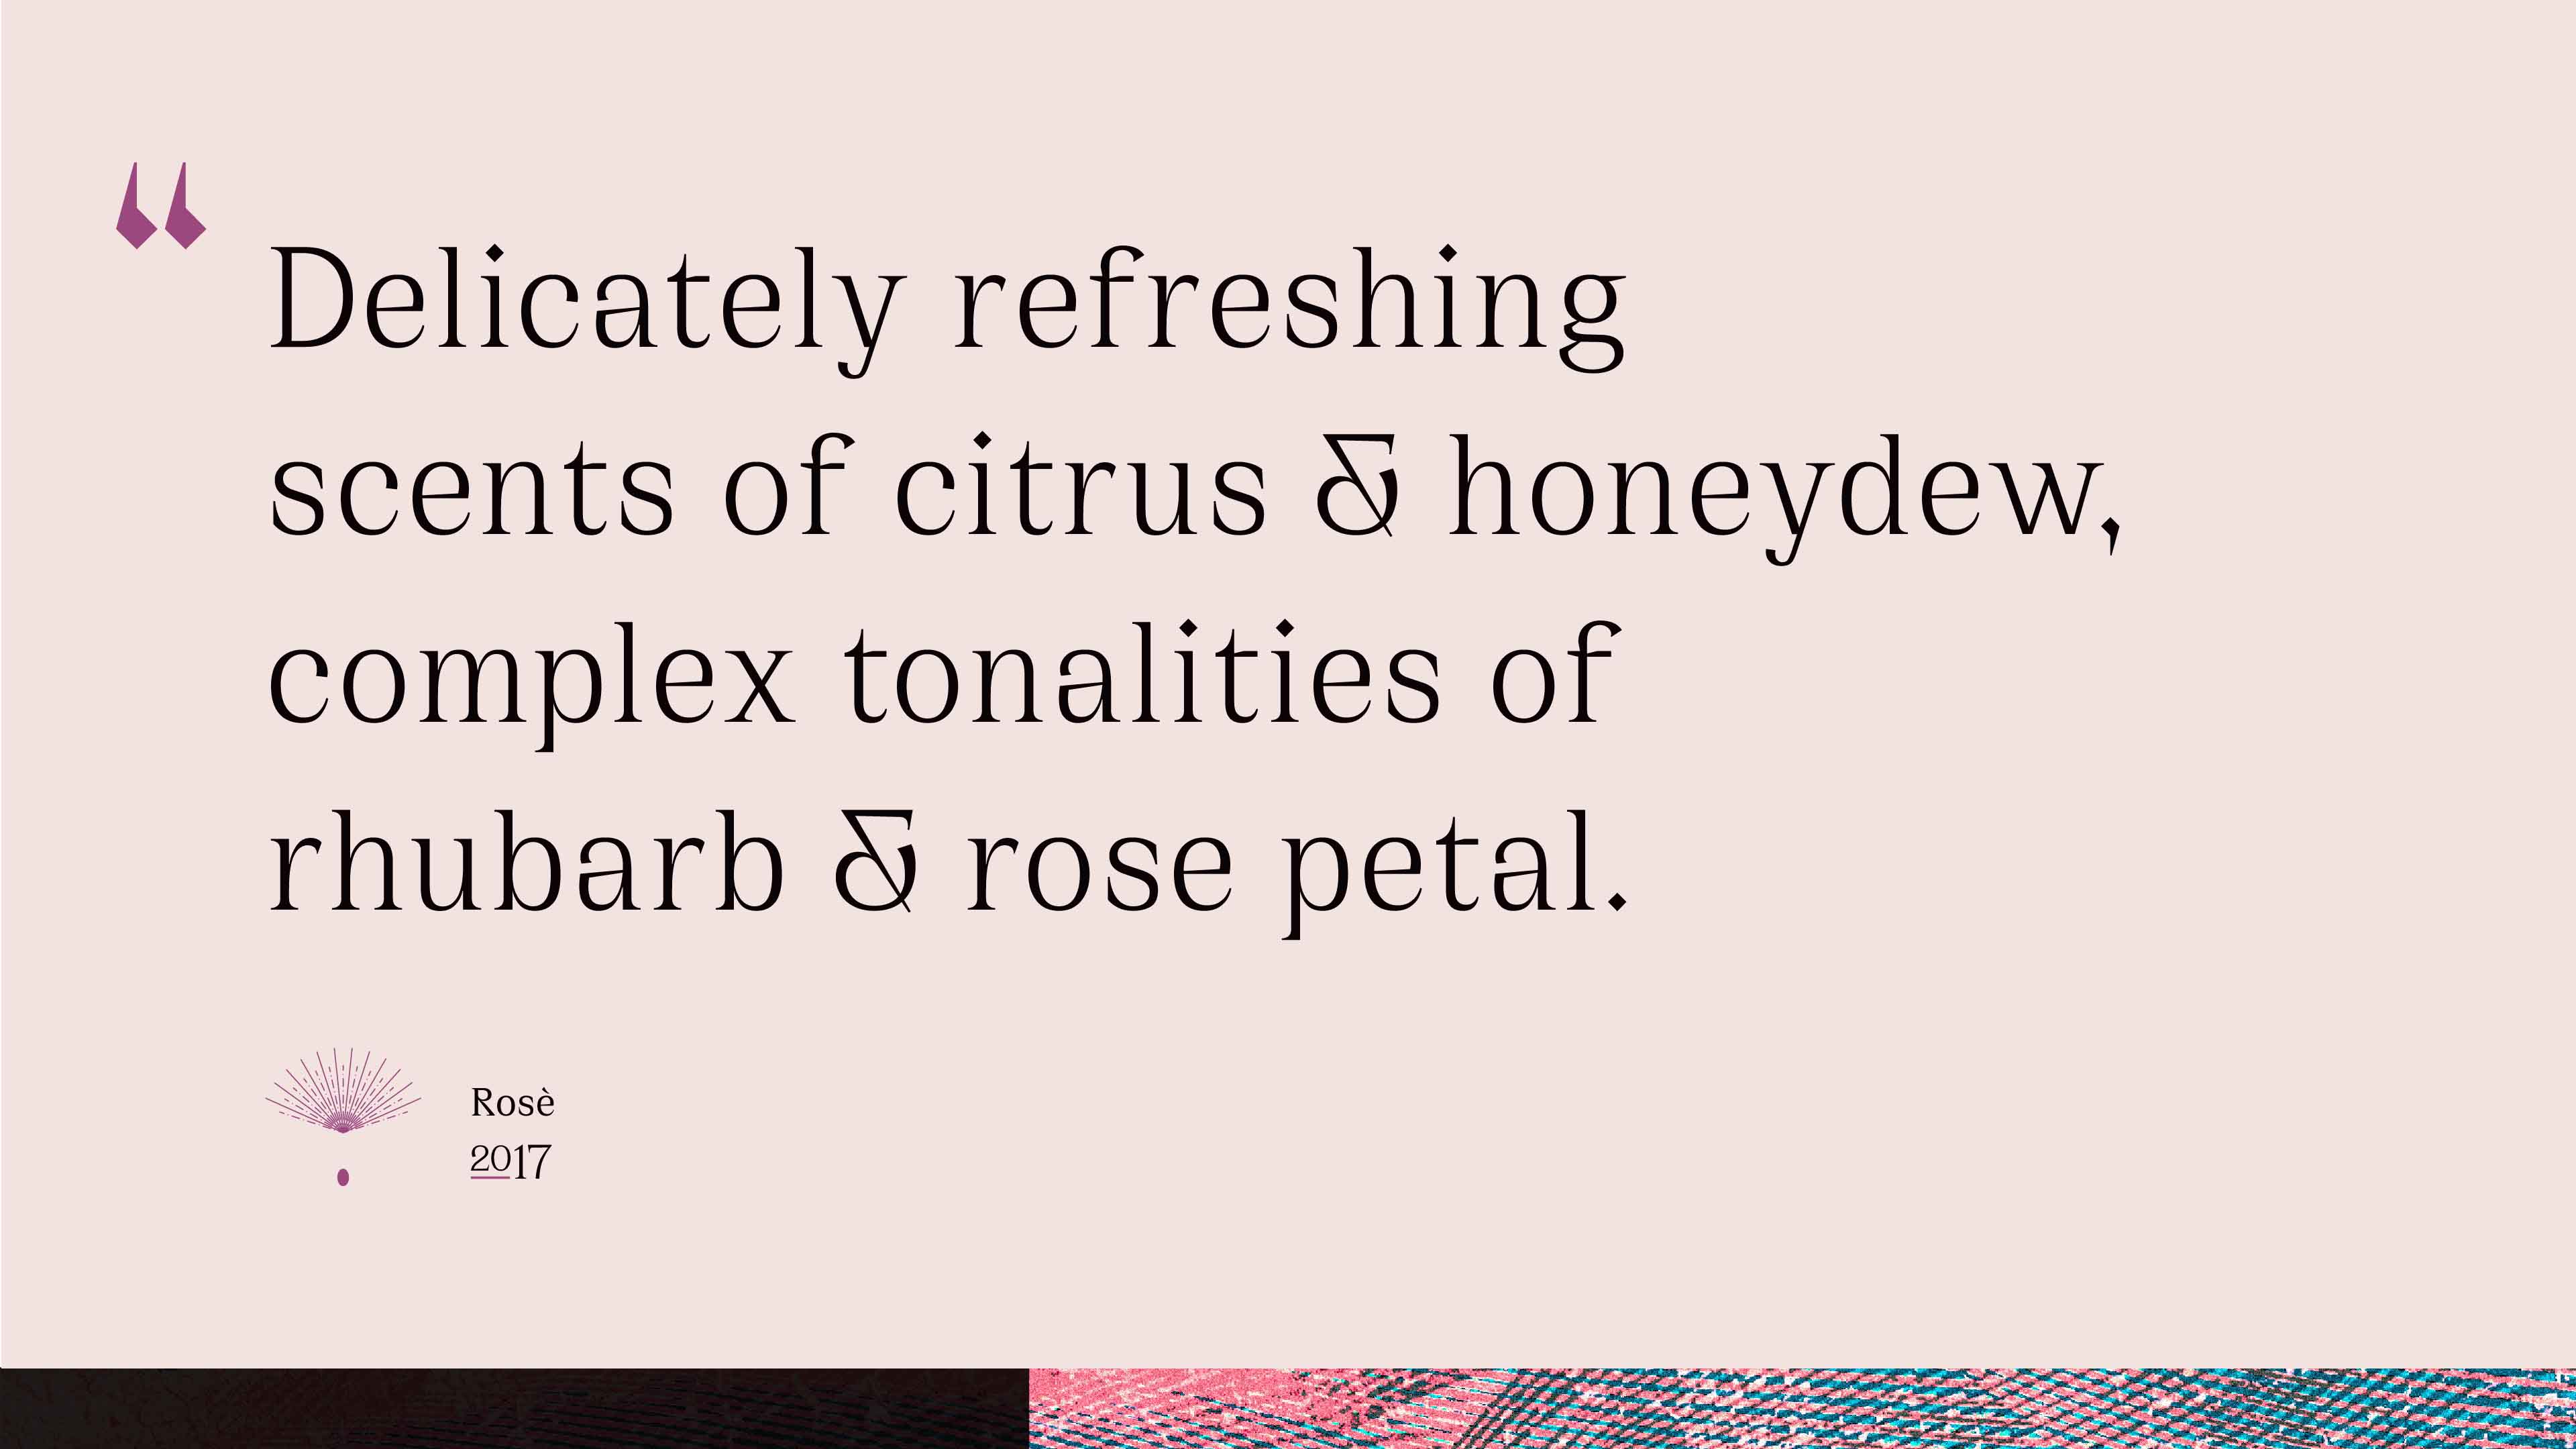 “Delicately refreshing
scents of citrus & honeydew,
complex tonalities of
rhubarb & rose petal.
Rosè
2017